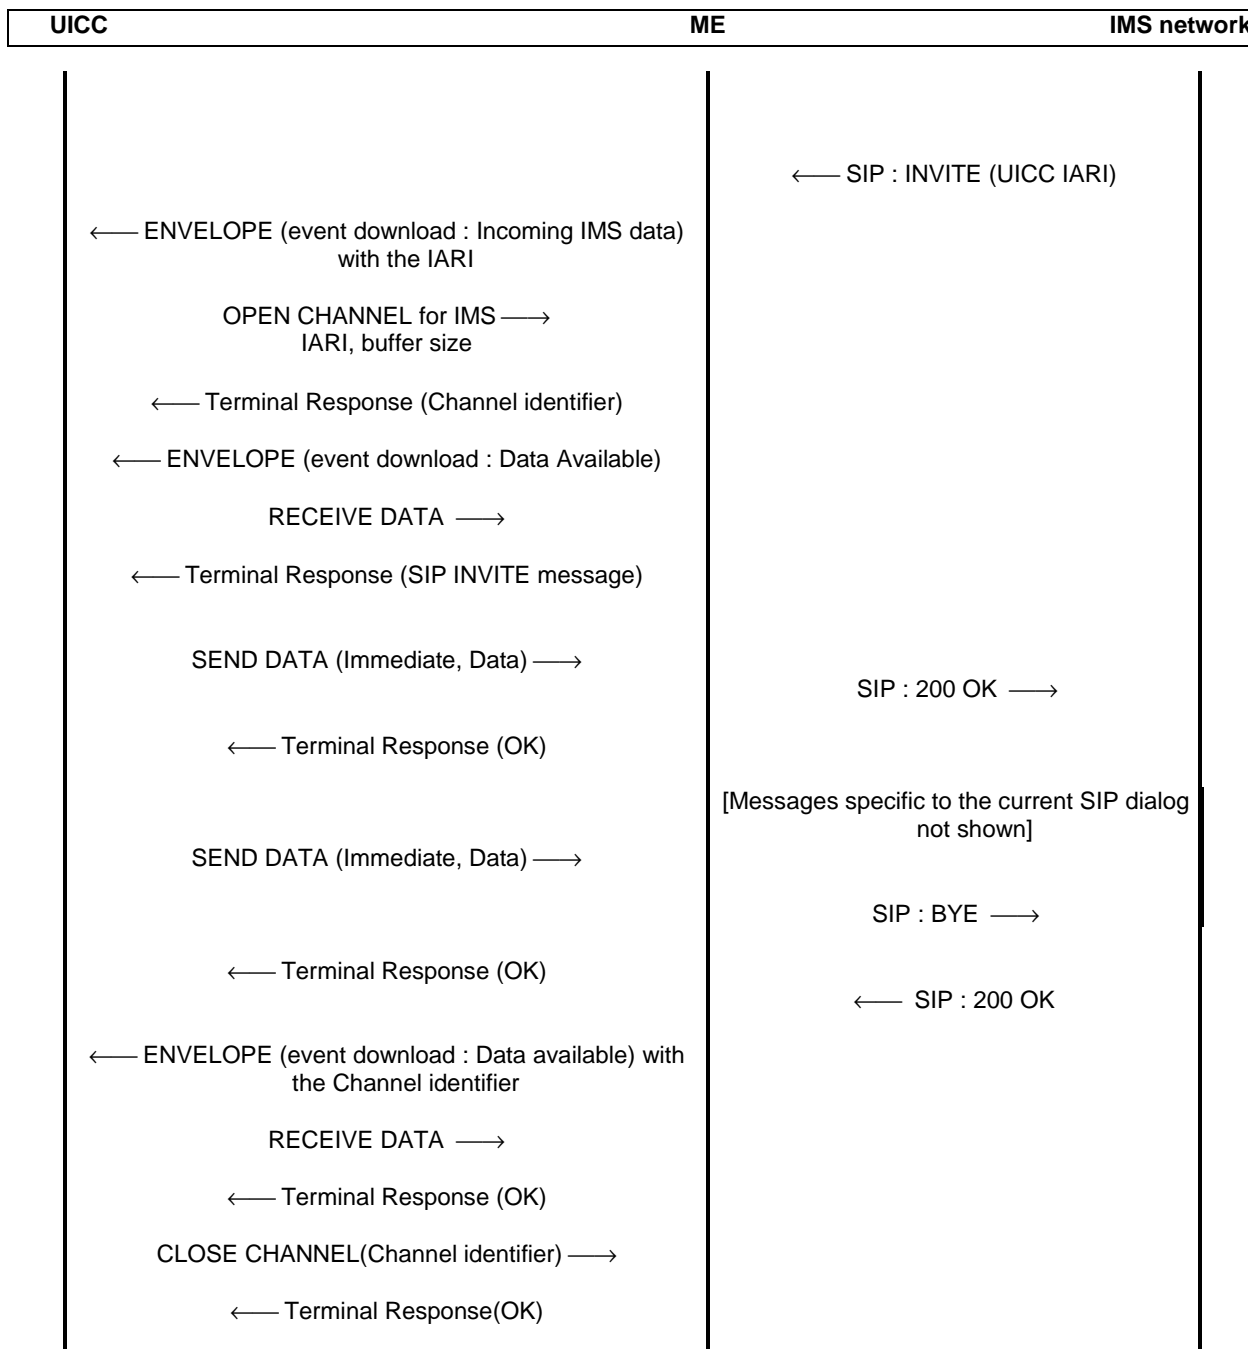 UICC ME IMS network
← SIP : INVITE (UICC IARI)
← ENVELOPE (event download : Incoming IMS data)
with the IARI
OPEN CHANNEL for IMS →
IARI, buffer size
← Terminal Response (Channel identifier)
← ENVELOPE (event download : Data Available)
RECEIVE DATA →
← Terminal Response (SIP INVITE message)
SEND DATA (Immediate, Data) →
SIP : 200 OK →
← Terminal Response (OK)
[Messages specific to the current SIP dialog
not shown]
SEND DATA (Immediate, Data) →
SIP : BYE →
← Terminal Response (OK)
← SIP : 200 OK
← ENVELOPE (event download : Data available) with
the Channel identifier
RECEIVE DATA →
← Terminal Response (OK)
CLOSE CHANNEL(Channel identifier) →
← Terminal Response(OK)